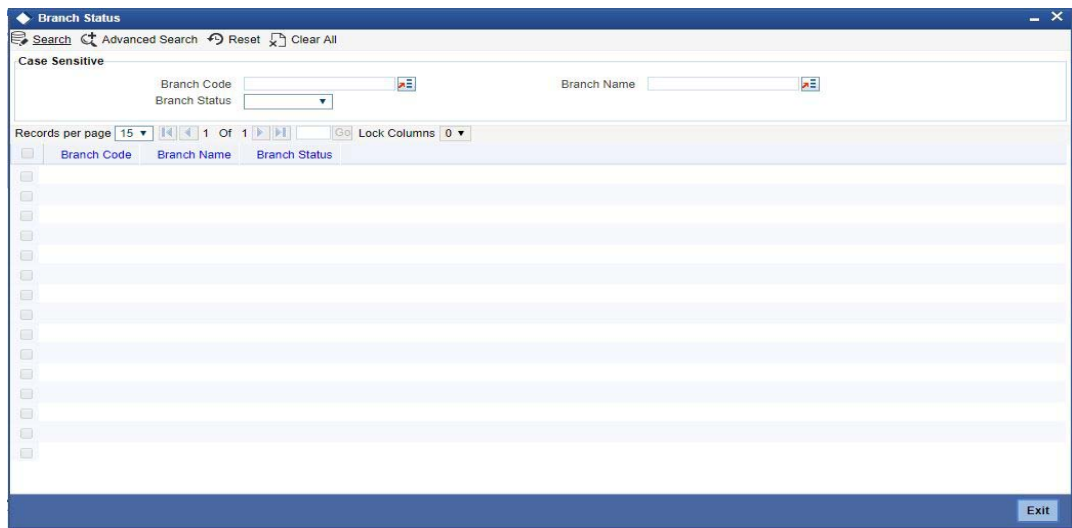 Branch Status
Search Advanced Search Reset Clear All
Case Sensitive
Branch Code Branch Name
Branch Status
Records per page 15 1 Of 1 Go Lock Columns 0
Branch Code Branch Name Branch Status
Exit